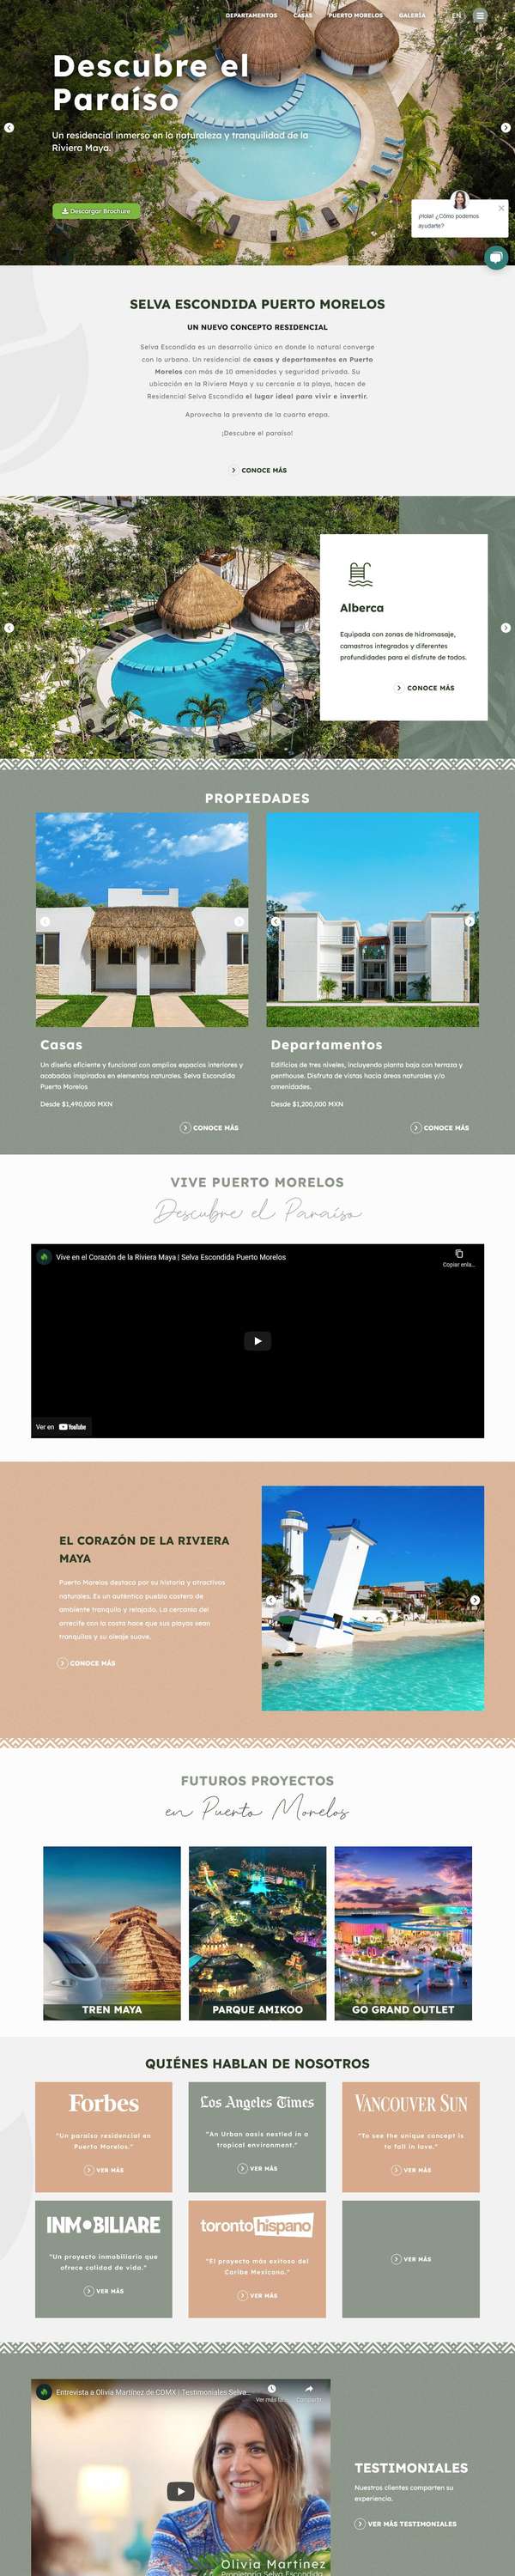 DEPARTAMENTOS CASAS PUERTO MORELOS GALERÍA EN
Descubre el
Paraíso
Un residencial inmerso en la naturaleza y tranquilidad de la
Riviera Maya.
Descargar Brochure
¡Hola! ¿Cómo podemos
ayudarte?
SELVA ESCONDIDA PUERTO MORELOS
UN NUEVO CONCEPTO RESIDENCIAL
Selva Escondida es un desarrollo único en donde lo natural converge
con lo urbano. Un residencial de casas y departamentos en Puerto
Morelos con más de 10 amenidades y seguridad privada. Su
ubicación en la Riviera Maya y su cercanía a la playa, hacen de
Residencial Selva Escondida el lugar ideal para vivir e invertir.
Aprovecha la preventa de la cuarta etapa.
¡Descubre el paraíso!
CONOCE MÁS
Alberca
Equipada con zonas de hidromasaje,
camastros integrados y diferentes
profundidades para el disfrute de todos.
CONOCE MÁS
PROPIEDADES
Casas
Un diseño eficiente y funcional con amplios espacios interiores y
acabados inspirados en elementos naturales. Selva Escondida
Puerto Morelos
Desde $1,490,000 MXN
CONOCE MÁS
Departamentos
Edificios de tres niveles, incluyendo planta baja con terraza y
penthouse. Disfruta de vistas hacia áreas naturales y/o
amenidades.
Desde $1,200,000 MXN
CONOCE MÁS
VIVE PUERTO MORELOS
Descubre el Paraíso
Vive en el Corazón de la Riviera Maya | Selva Escondida Puerto Morelos
Copiar enla...
Ver en YouTube
EL CORAZÓN DE LA RIVIERA
MAYA
Puerto Morelos destaca por su historia y atractivos
naturales. Es un auténtico pueblo costero de
ambiente tranquilo y relajado. La cercanía del
arrecife con la costa hace que sus playas sean
tranquilas y su oleaje suave.
CONOCE MÁS
FUTUROS PROYECTOS
en Puerto Morelos
TREN MAYA
PARQUE AMIKOO
GO GRAND OUTLET
QUIÉNES HABLAN DE NOSOTROS
Forbes
"Un paraíso residencial en
Puerto Morelos."
VER MÁS
Los Angeles Times
"An Urban oasis nestled in a
tropical environment."
VER MÁS
VANCOUVER SUN
"To see the unique concept is
to fall in love."
VER MÁS
INMOBILIARE
"Un proyecto inmobiliario que
ofrece calidad de vida."
VER MÁS
toronto hispano
"El proyecto más exitoso del
Caribe Mexicano."
VER MÁS
VER MÁS
Entrevista a Olivia Martínez de CDMX | Testimoniales Selva...
Ver más ta... Compartir
Olivia Martínez
Propietaria Selva Escondida
TESTIMONIALES
Nuestros clientes comparten su
experiencia.
VER MÁS TESTIMONIALES